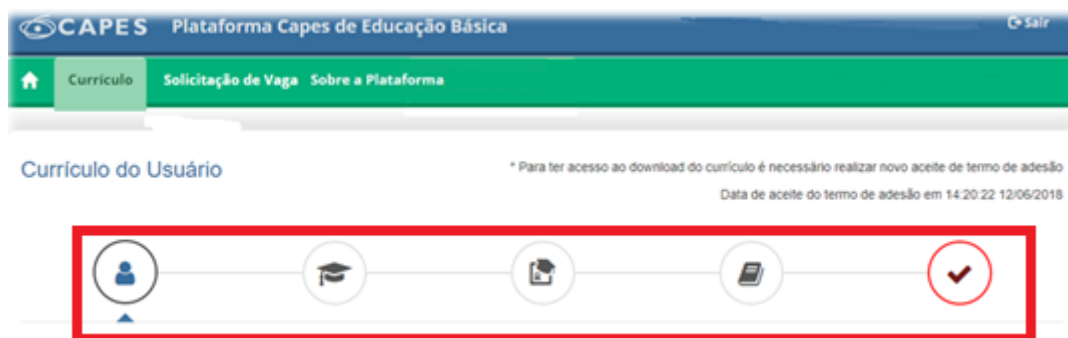 CAPES Plataforma Capes de Educação Básica Sair
Currículo Solicitação de Vaga Sobre a Plataforma
Currículo do Usuário
* Para ter acesso ao download do currículo é necessário realizar novo aceite de termo de adesão
Data de aceite do termo de adesão em 14:20:22 12/06/2018